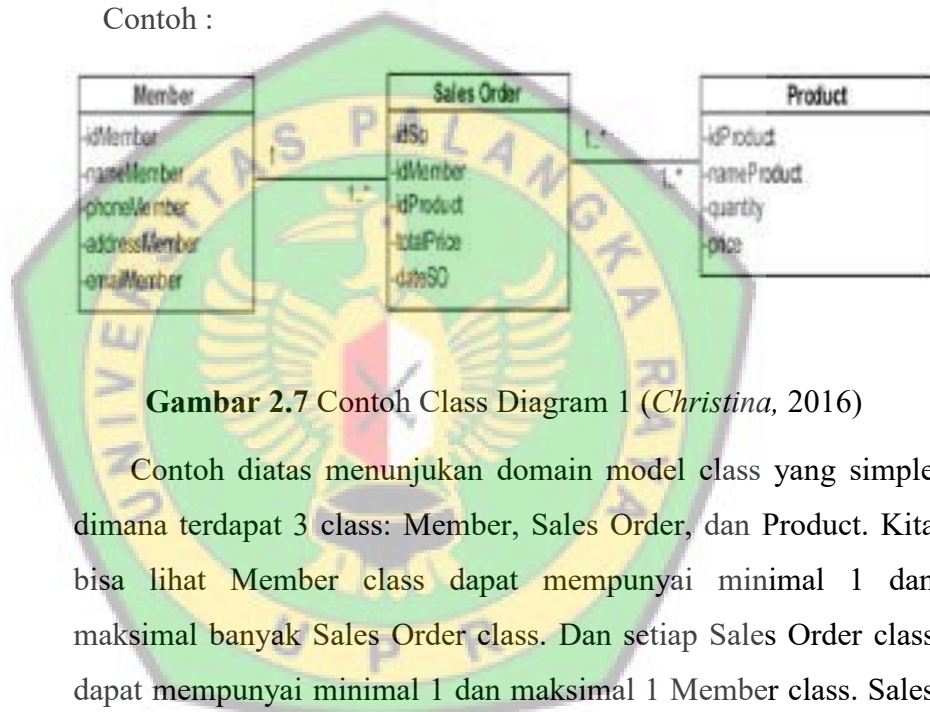 Contoh :
Member
-idMember
-nameMember
-phoneMember
-addressMember
-emailMember
1
1..*
Sales Order
-idSo
-idMember
-idProduct
-totalPrice
-dateSO
1..*
1..*
Product
-idProduct
-nameProduct
-quantity
-price
UNIVERSITAS PALANGKA RAYA
UPR
Gambar 2.7 Contoh Class Diagram 1 (Christina, 2016)
Contoh diatas menunjukan domain model class yang simple
dimana terdapat 3 class: Member, Sales Order, dan Product. Kita
bisa lihat Member class dapat mempunyai minimal 1 dan
maksimal banyak Sales Order class. Dan setiap Sales Order class
dapat mempunyai minimal 1 dan maksimal 1 Member class. Sales